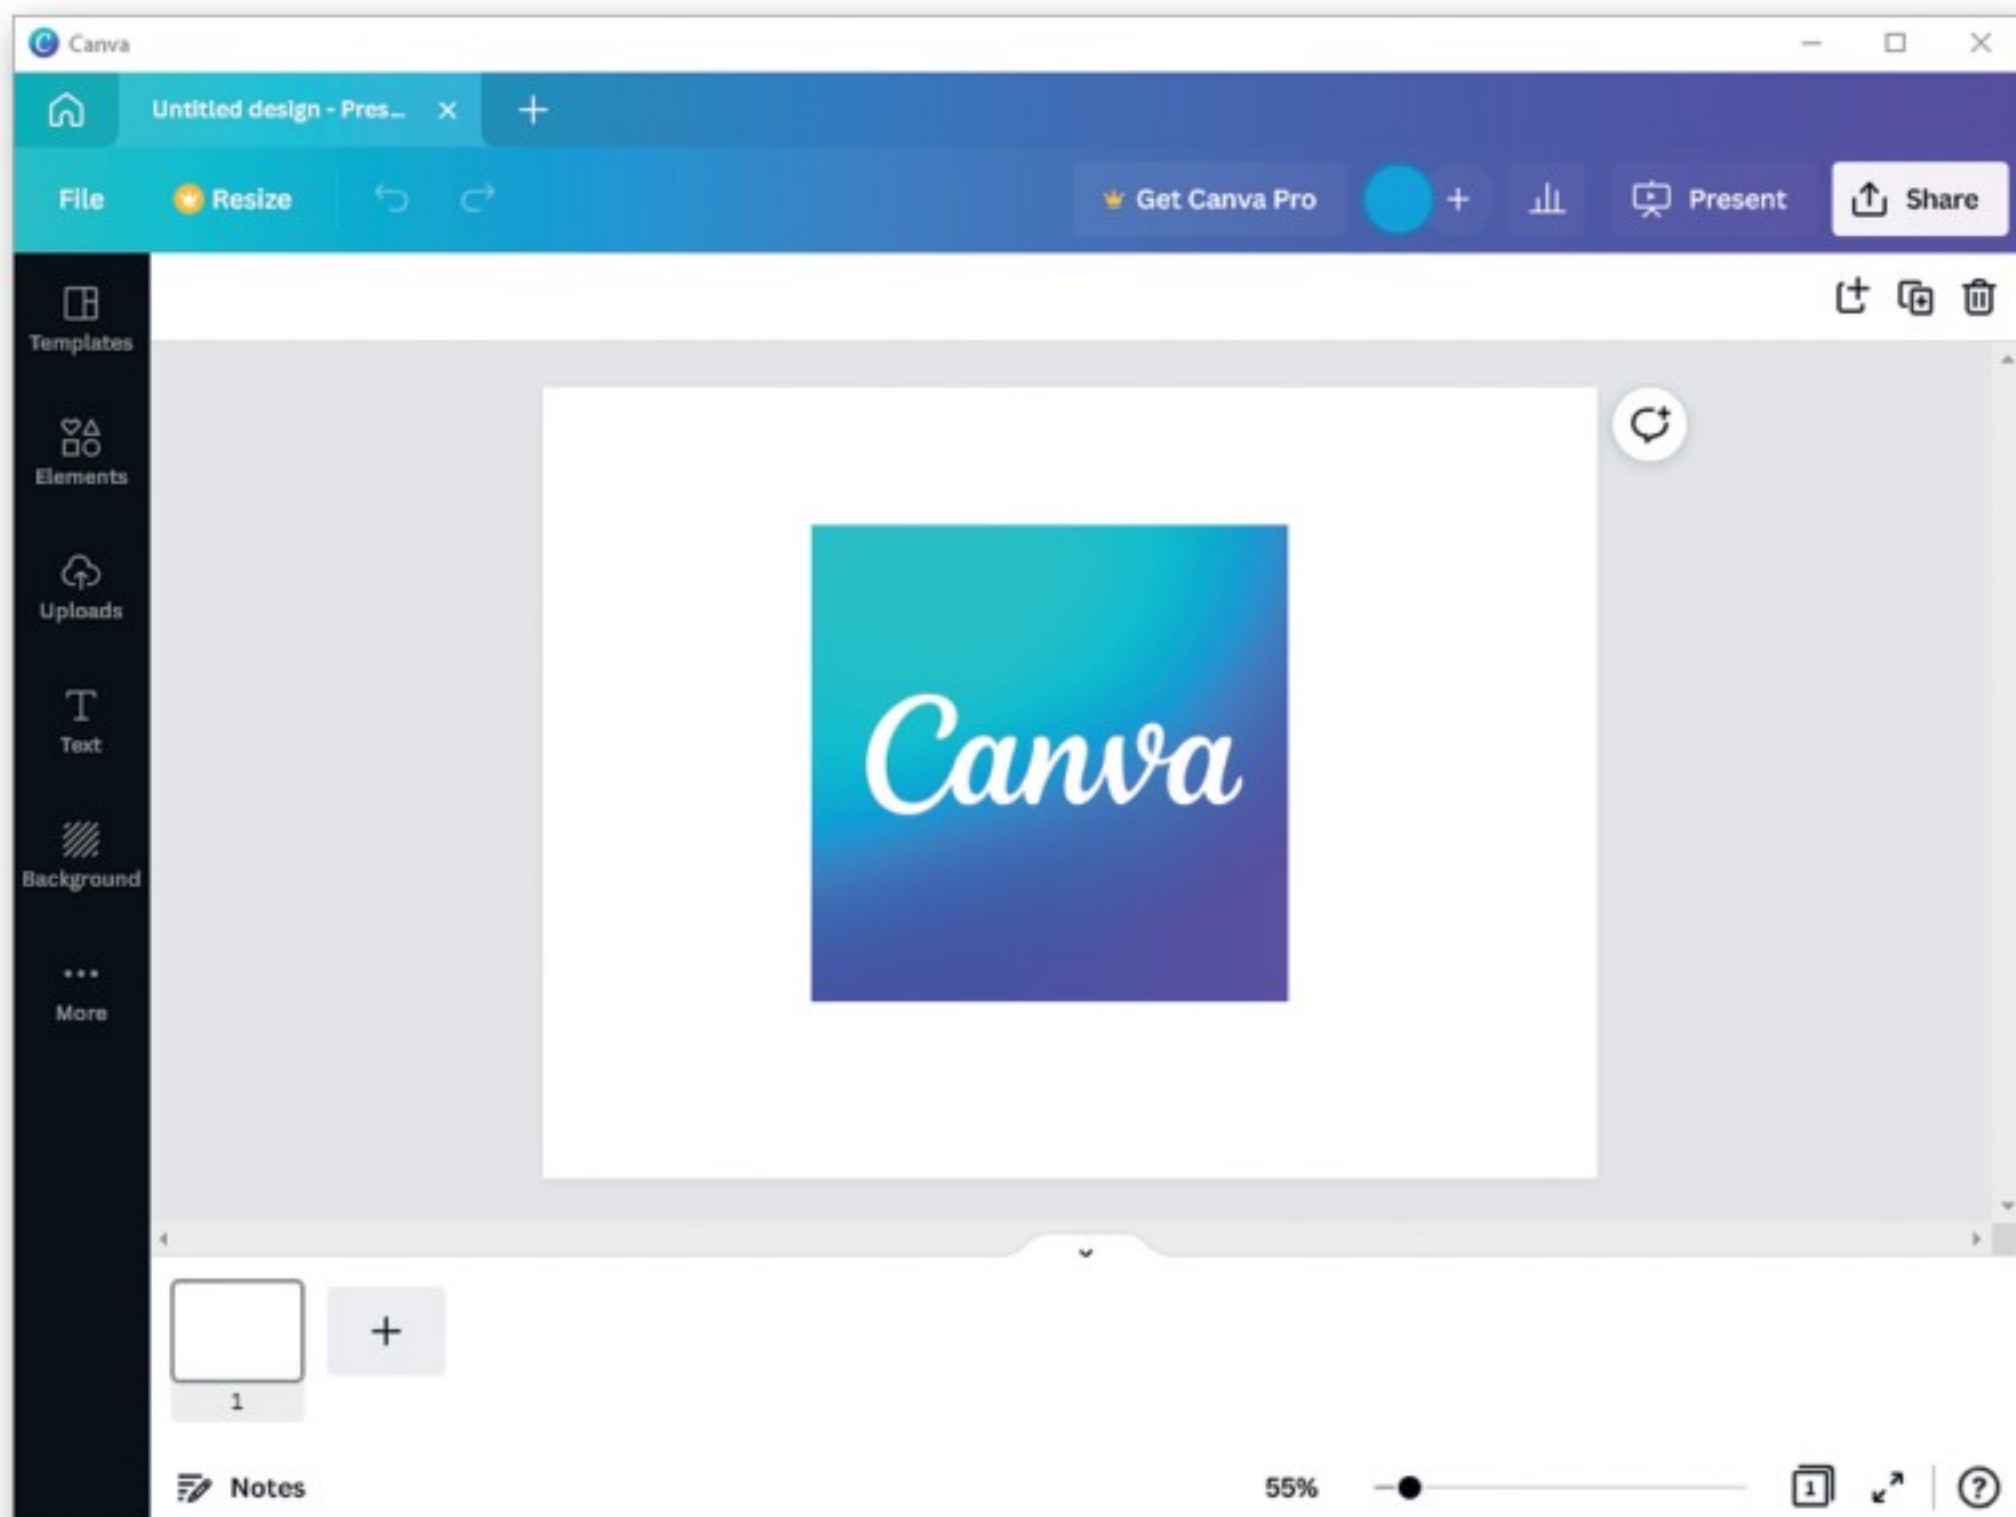 Canva
Untitled design - Pres...
File
Resize
Get Canva Pro
Present
Share
Templates
Elements
Uploads
Text
Background
More
Canva
1
Notes
55%
1